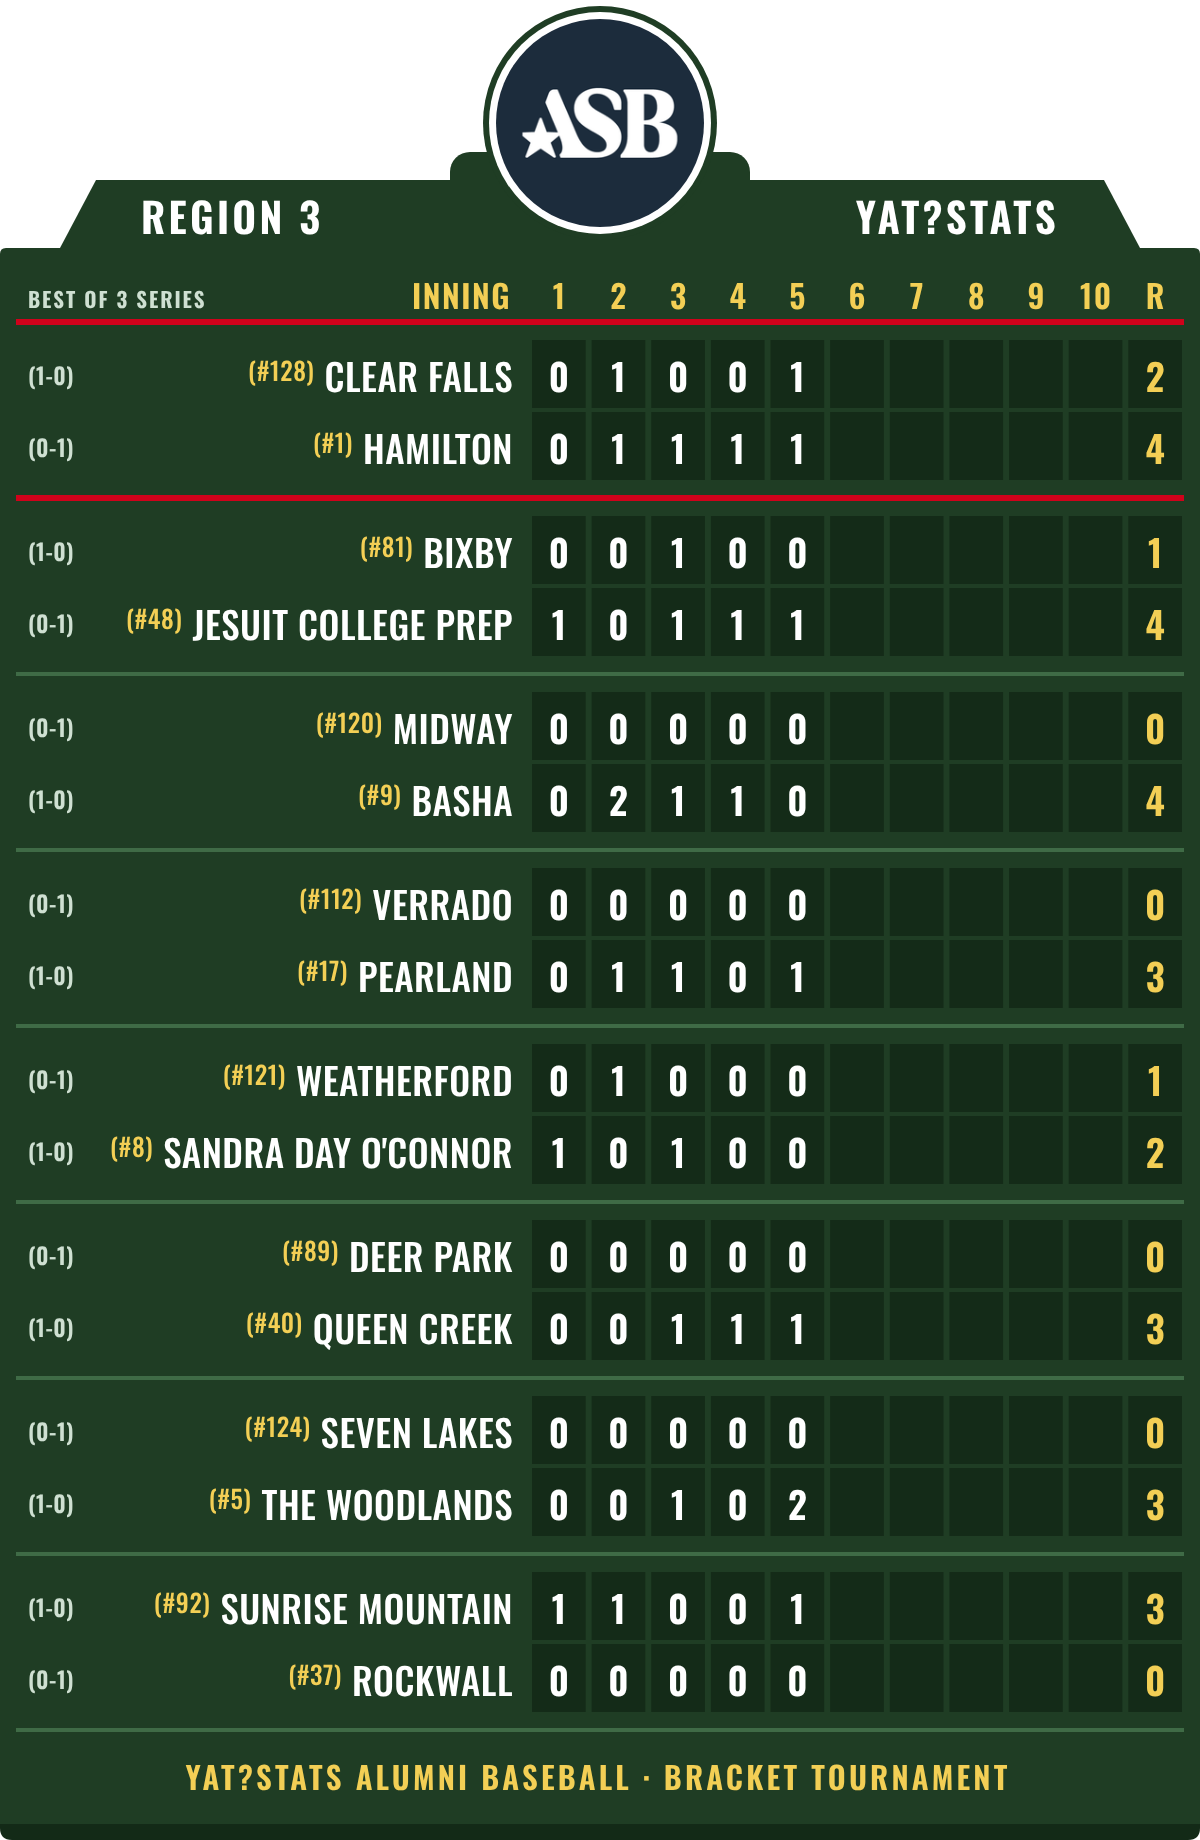 ASB
REGION 3 YAT?STATS
BEST OF 3 SERIES INNING 1 2 3 4 5 6 7 8 9 10 R
(1-0) (#128) CLEAR FALLS 0 1 0 0 1 2
(0-1) (#1) HAMILTON 0 1 1 1 1 4
(1-0) (#81) BIXBY 0 0 1 0 0 1
(0-1) (#48) JESUIT COLLEGE PREP 1 0 1 1 1 4
(0-1) (#120) MIDWAY 0 0 0 0 0 0
(1-0) (#9) BASHA 0 2 1 1 0 4
(0-1) (#112) VERRADO 0 0 0 0 0 0
(1-0) (#17) PEARLAND 0 1 1 0 1 3
(0-1) (#121) WEATHERFORD 0 1 0 0 0 1
(1-0) (#8) SANDRA DAY O'CONNOR 1 0 1 0 0 2
(0-1) (#89) DEER PARK 0 0 0 0 0 0
(1-0) (#40) QUEEN CREEK 0 0 1 1 1 3
(0-1) (#124) SEVEN LAKES 0 0 0 0 0 0
(1-0) (#5) THE WOODLANDS 0 0 1 0 2 3
(1-0) (#92) SUNRISE MOUNTAIN 1 1 0 0 1 3
(0-1) (#37) ROCKWALL 0 0 0 0 0 0
YAT?STATS ALUMNI BASEBALL · BRACKET TOURNAMENT